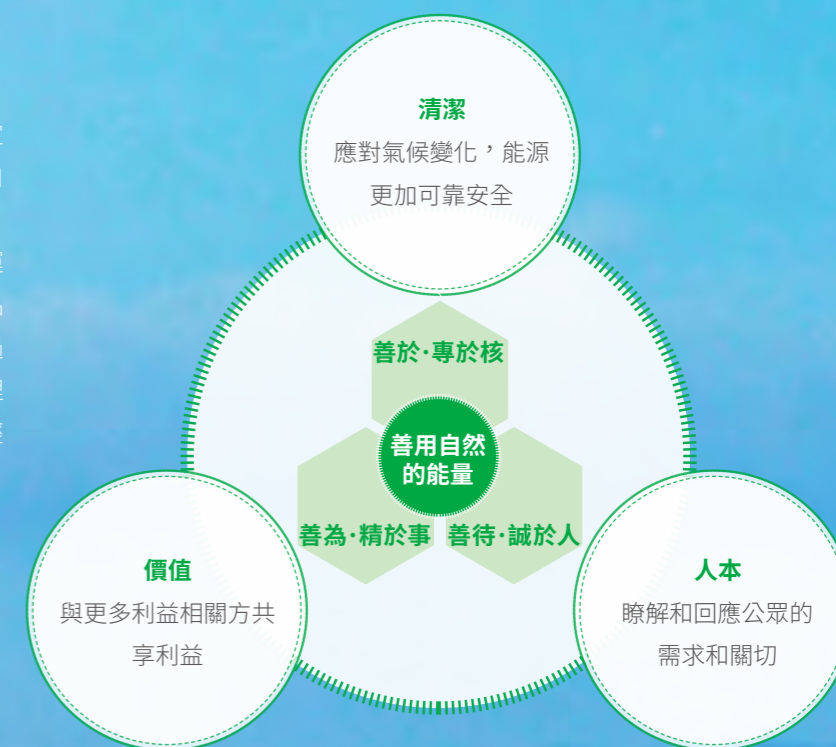 清潔
應對氣候變化，能源
更加可靠安全
善於·專於核
善用自然
的能量
善為·精於事
善待·誠於人
價值
與更多利益相關方共
享利益
人本
瞭解和回應公眾的
需求和關切